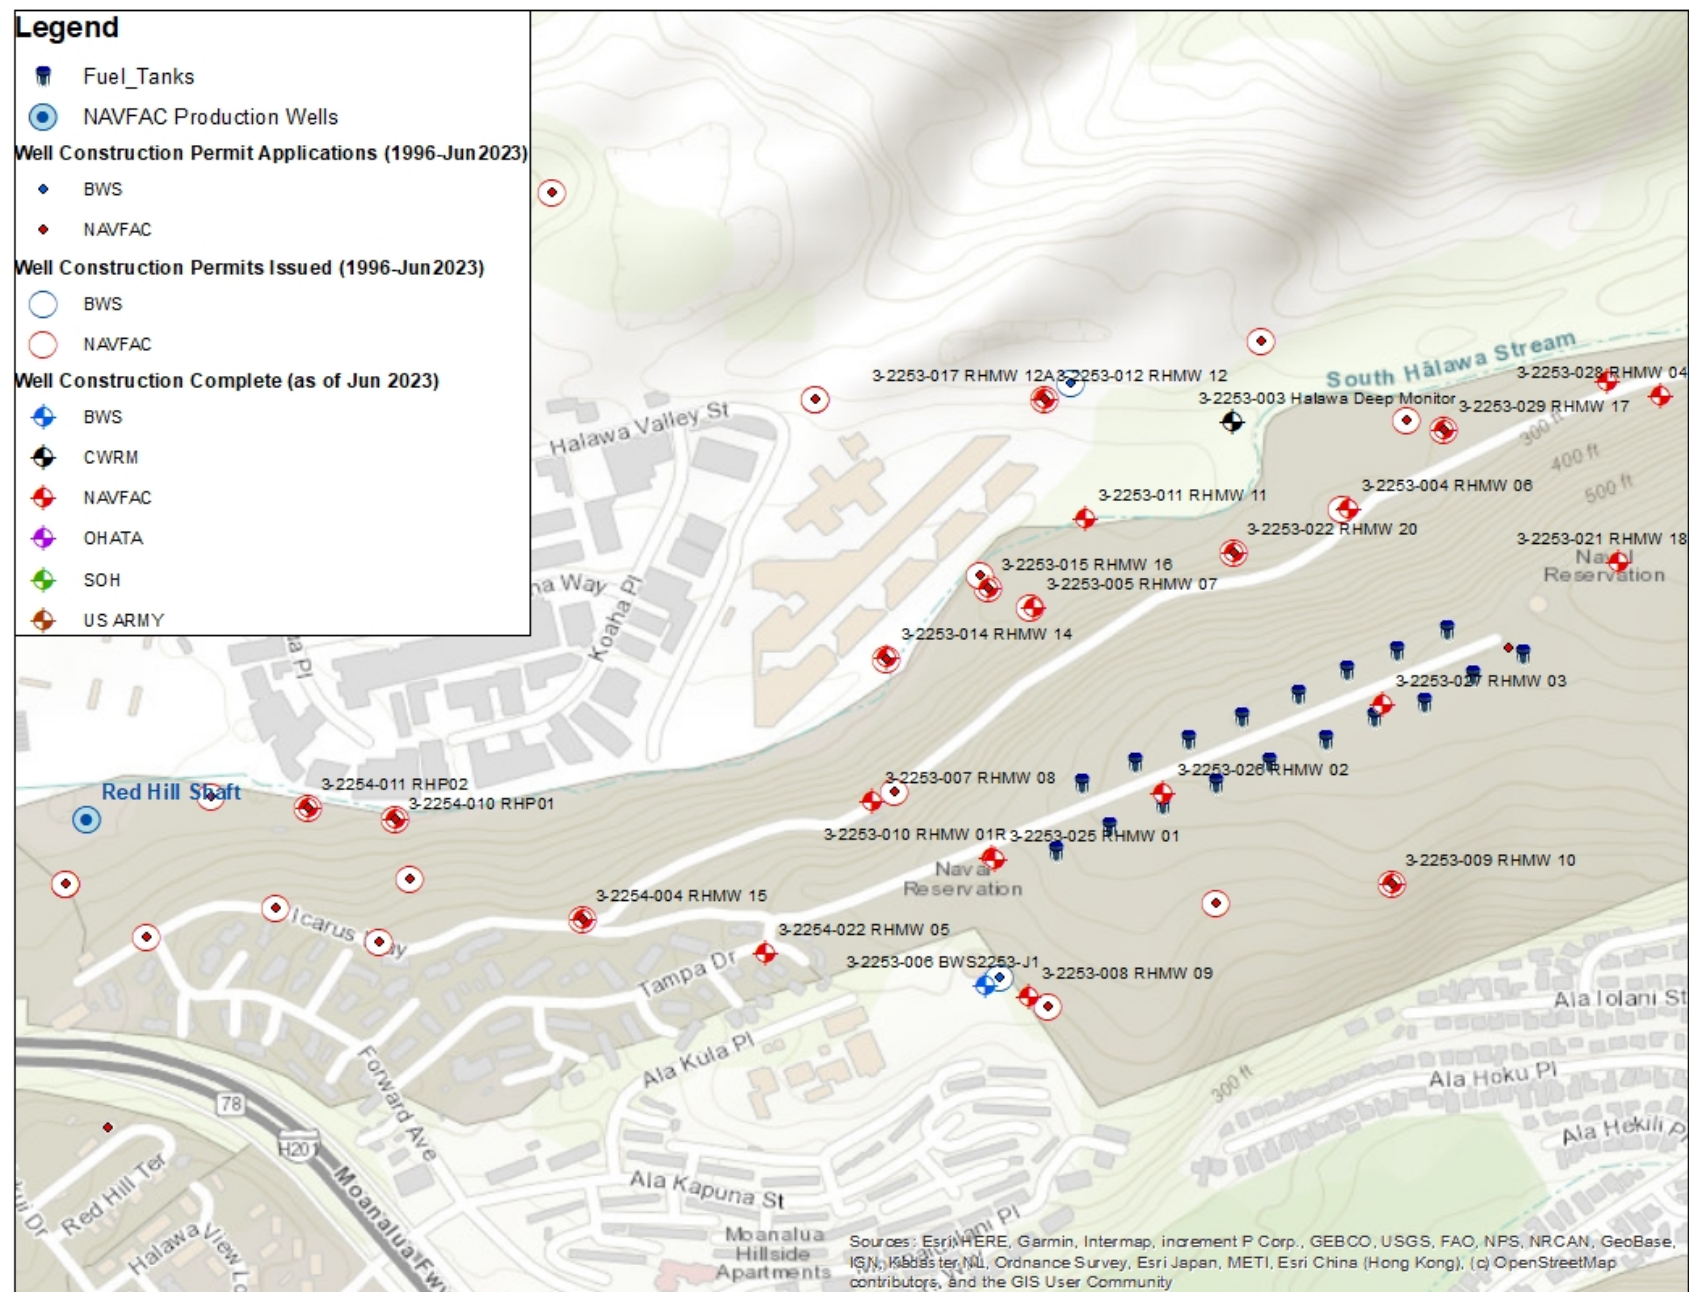 Legend
Fuel_Tanks
NAVFAC Production Wells
Well Construction Permit Applications (1996-Jun2023)
BWS
NAVFAC
Well Construction Permits Issued (1996-Jun2023)
BWS
NAVFAC
Well Construction Complete (as of Jun 2023)
BWS
CWRM
NAVFAC
OHATA
SOH
US ARMY
South Hālawa Stream
3-2253-017 RHMW 12A
3-2253-012 RHMW 12
3-2253-028 RHMW 04
3-2253-003 Halawa Deep Monitor
3-2253-029 RHMW 17
Halawa Valley St
300 ft
400 ft
500 ft
3-2253-004 RHMW 06
3-2253-011 RHMW 11
3-2253-022 RHMW 20
3-2253-021 RHMW 18
Naval
Reservation
3-2253-015 RHMW 16
3-2253-005 RHMW 07
na Way
Koaha Pl
3-2253-014 RHMW 14
a Pl
3-2253-027 RHMW 03
3-2253-026 RHMW 02
3-2253-007 RHMW 08
3-2254-011 RHP02
Red Hill Shaft
3-2254-010 RHP01
3-2253-010 RHMW 01R
3-2253-025 RHMW 01
Naval
Reservation
3-2253-009 RHMW 10
3-2254-004 RHMW 15
Icarus Way
3-2254-022 RHMW 05
3-2253-006 BWS2253-J1
3-2253-008 RHMW 09
Tampa Dr
Ala Iolani St
Ala Kula Pl
300 ft
Ala Hoku Pl
Forward Ave
78
H201
Ala Hekili P
Moanalua Fwy
Red Hill Ter
kui Dr
Halawa View Lo
Ala Kapuna St
Moanalua
Hillside
Apartments
Sources: Esri, HERE, Garmin, Intermap, increment P Corp., GEBCO, USGS, FAO, NPS, NRCAN, GeoBase,
IGN, Kadaster NL, Ordnance Survey, Esri Japan, METI, Esri China (Hong Kong), (c) OpenStreetMap
contributors, and the GIS User Community